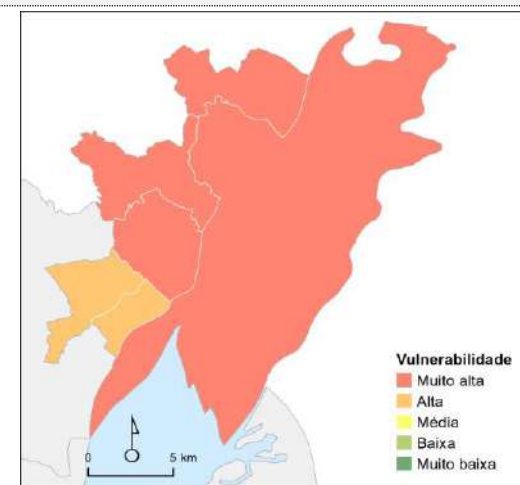 Vulnerabilidade
Muito alta
Alta
Média
Baixa
Muito baixa
0 5 km